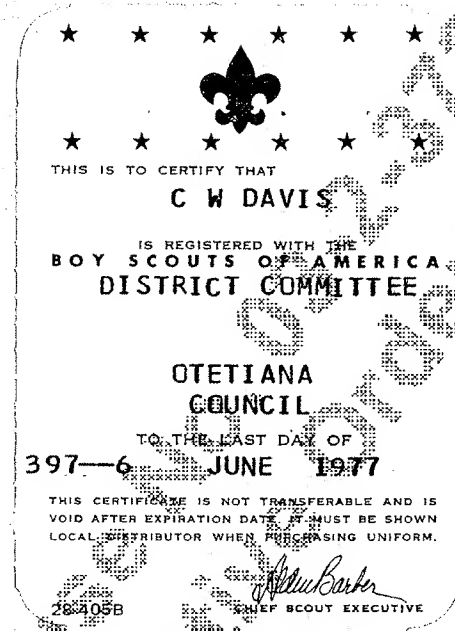 THIS IS TO CERTIFY THAT
C W DAVIS
IS REGISTERED WITH THE
BOY SCOUTS OF AMERICA
DISTRICT COMMITTEE
OTETIANA
COUNCIL
TO THE LAST DAY OF
397—6 JUNE 1977
THIS CERTIFICATE IS NOT TRANSFERABLE AND IS
VOID AFTER EXPIRATION DATE. IT MUST BE SHOWN
LOCAL DISTRIBUTOR WHEN PURCHASING UNIFORM.
Alden Barber
28-405B CHIEF SCOUT EXECUTIVE